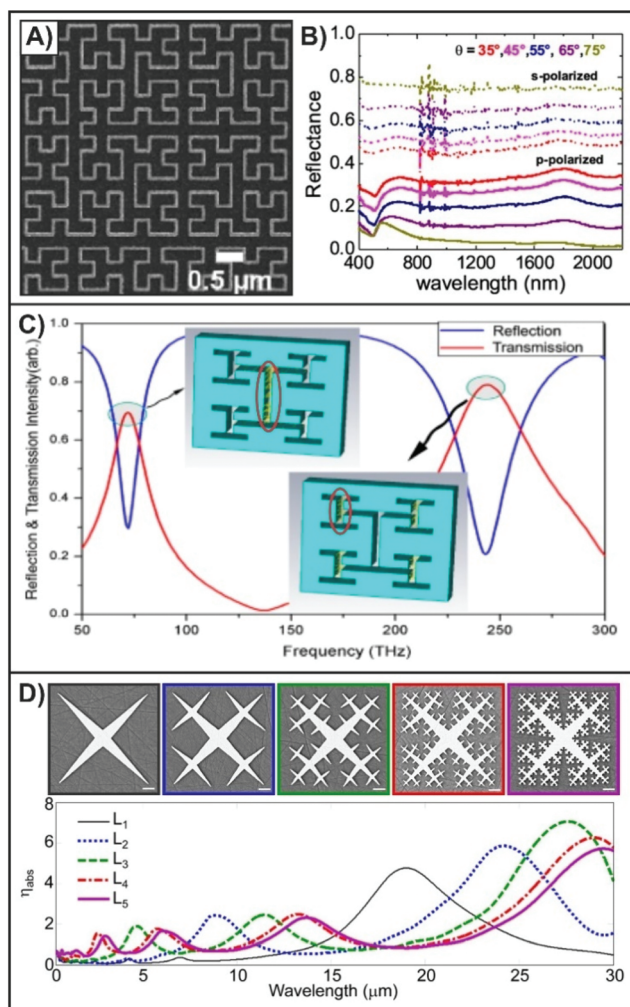 A)
0.5 µm
B)
θ = 35°,45°,55°, 65°,75°
s-polarized
p-polarized
Reflectance
1.0
0.8
0.6
0.4
0.2
0.0
400 800 1200 1600 2000
wavelength (nm)
C)
Reflection
Transmission
Reflection & Transmission Intensity(arb.)
1.0
0.8
0.6
0.4
0.2
0.0
50 100 150 200 250 300
Frequency (THz)
D)
L1
L2
L3
L4
L5
ηabs
8
6
4
2
0
0 5 10 15 20 25 30
Wavelength (µm)